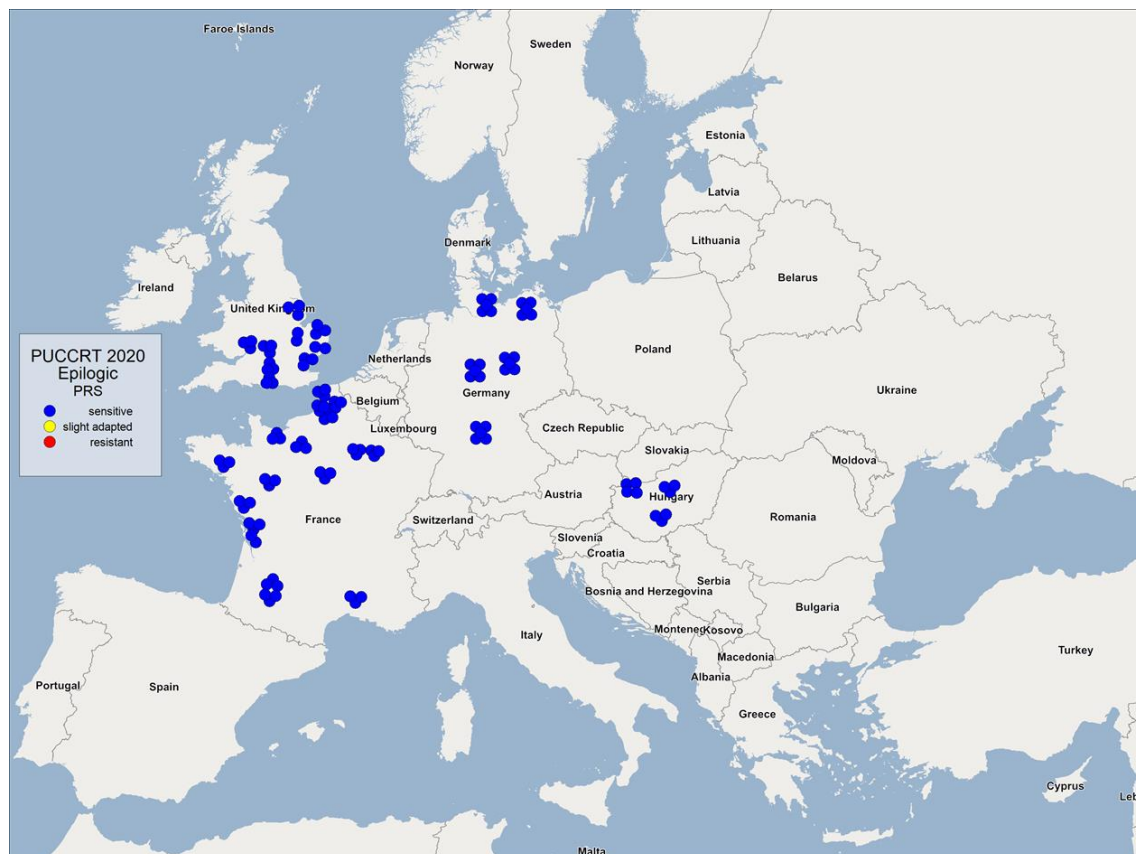 Faroe Islands
Sweden
Norway
Estonia
Latvia
Denmark
Lithuania
Belarus
Ireland
United Kingdom
PUCCRT 2020
Epilogic
PRS
sensitive
slight adapted
resistant
Netherlands
Poland
Germany
Ukraine
Belgium
Luxembourg
Czech Republic
Slovakia
Moldova
Austria
Hungary
France
Switzerland
Romania
Slovenia
Croatia
Serbia
Bosnia and Herzegovina
Bulgaria
Monteneg
Kosovo
Italy
Macedonia
Turkey
Albania
Portugal
Spain
Greece
Cyprus
Leb
Malta